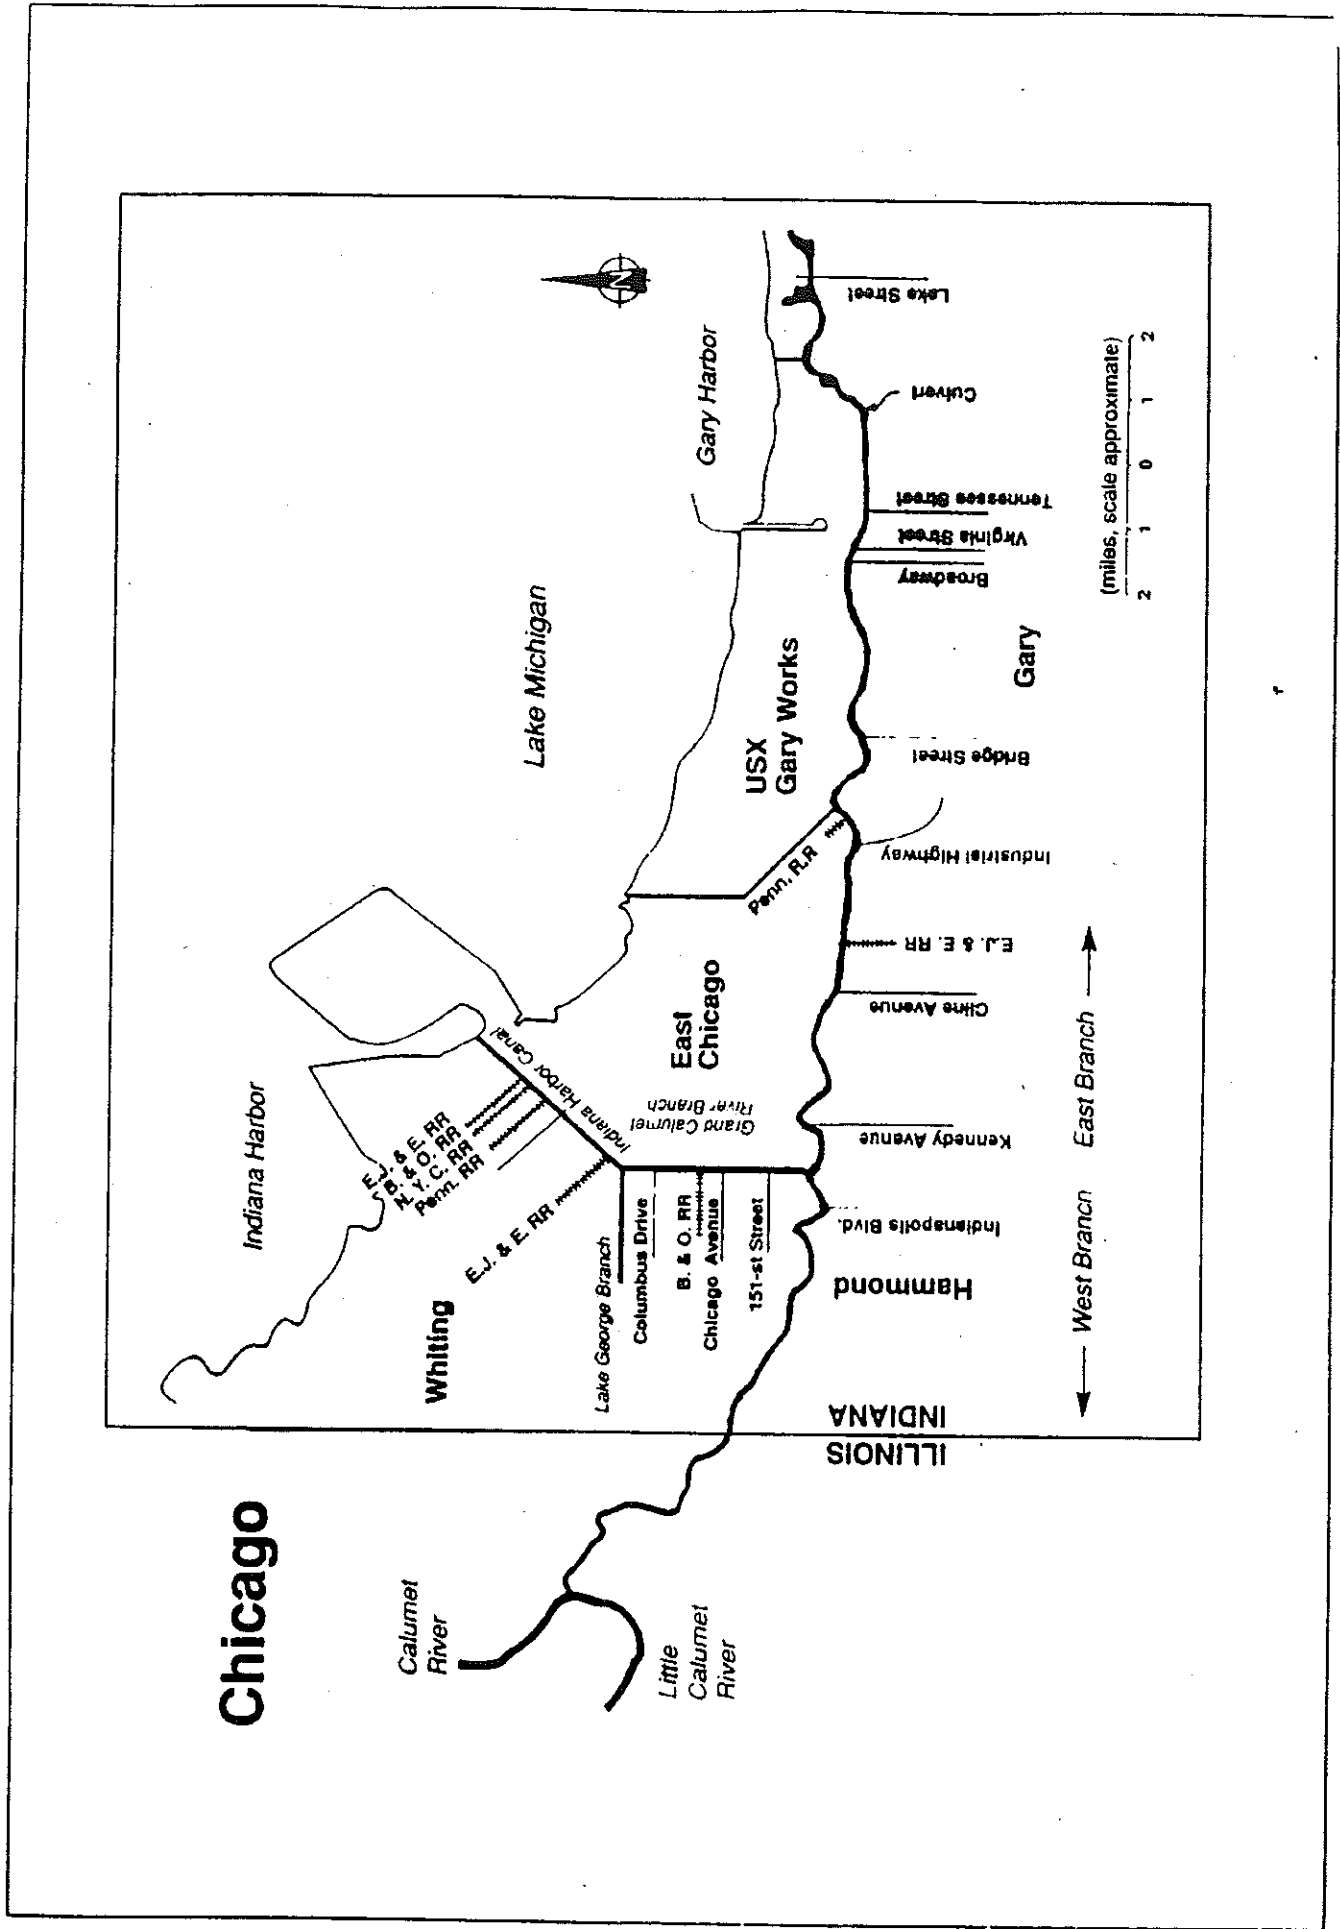 Chicago
Calumet
River
Little
Calumet
River
ILLINOIS
INDIANA
Whiting
Indiana Harbor
E.J. & E. RR
B. & O. RR
N. Y. C. RR
Penn. RR
E.J. & E. RR
Indiana Harbor Canal
Lake George Branch
Columbus Drive
B. & O. RR
Chicago Avenue
151-st Street
Grand Calumet
River Branch
East
Chicago
Hammond
Indianapolis Blvd.
Kennedy Avenue
Cline Avenue
E.J. & E. RR
Industrial Highway
Penn. R.R
Bridge Street
USX
Gary Works
Lake Michigan
Gary Harbor
N
Gary
Broadway
Virginia Street
Tennessee Street
Culvert
Lake Street
West Branch
East Branch
(miles, scale approximate)
2 1 0 1 2